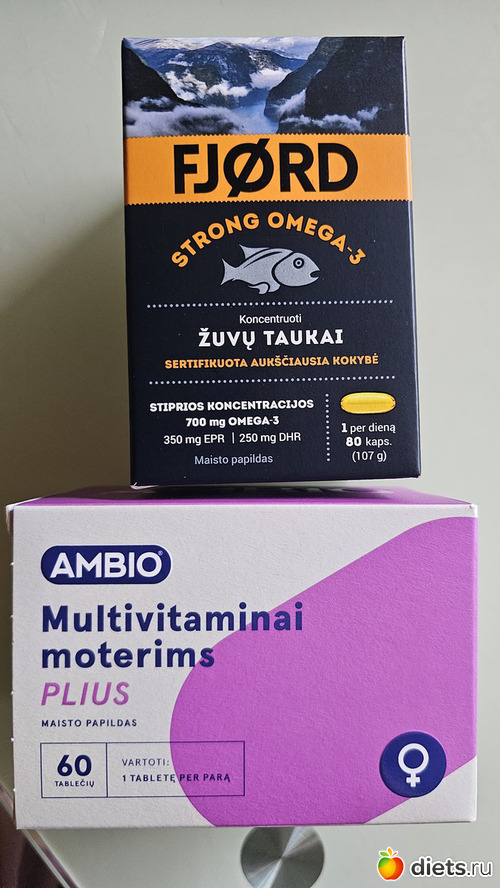 FJØRD
STRONG OMEGA-3
Koncentruoti
ŽUVŲ TAUKAI
SERTIFIKUOTA AUKŠČIAUSIA KOKYBĖ
STIPRIOS KONCENTRACIJOS
700 mg OMEGA-3
350 mg EPR | 250 mg DHR
Maisto papildas
1 per dieną
80 kaps.
(107 g)
AMBIO®
Multivitaminai
moterims
PLIUS
MAISTO PAPILDAS
60
TABLEČIŲ
VARTOTI:
1 TABLETĘ PER PARĄ
diets.ru